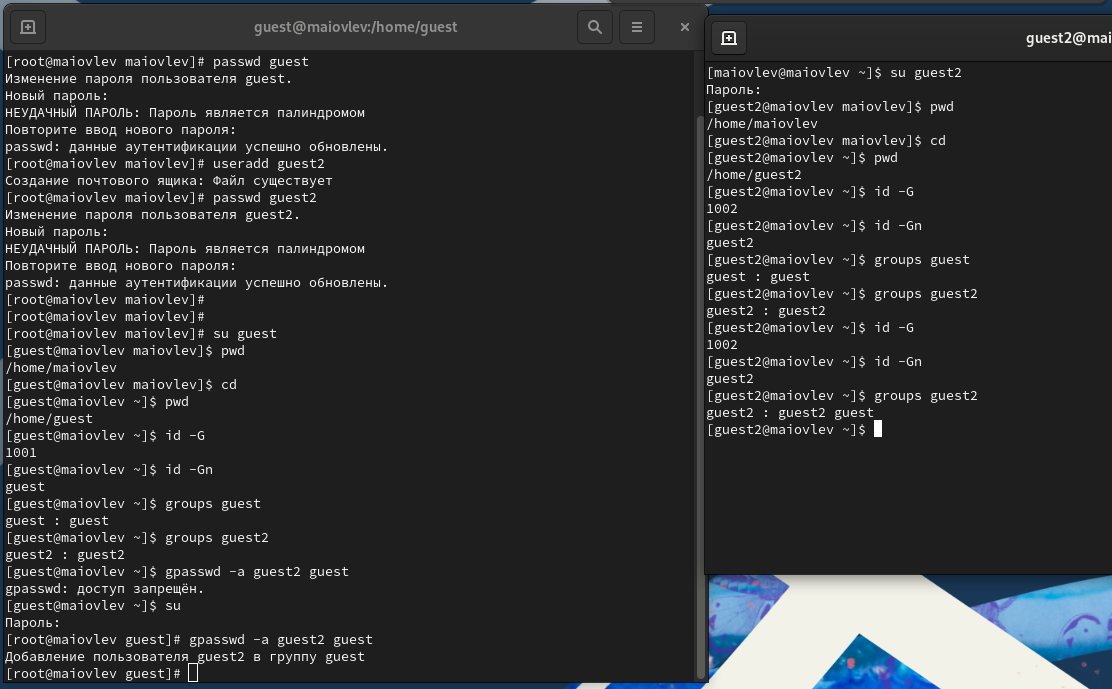 guest@maiovlev:/home/guest
[root@maiovlev maiovlev]# passwd guest
Изменение пароля пользователя guest.
Новый пароль:
НЕУДАЧНЫЙ ПАРОЛЬ: Пароль является палиндромом
Повторите ввод нового пароля:
passwd: данные аутентификации успешно обновлены.
[root@maiovlev maiovlev]# useradd guest2
Создание почтового ящика: Файл существует
[root@maiovlev maiovlev]# passwd guest2
Изменение пароля пользователя guest2.
Новый пароль:
НЕУДАЧНЫЙ ПАРОЛЬ: Пароль является палиндромом
Повторите ввод нового пароля:
passwd: данные аутентификации успешно обновлены.
[root@maiovlev maiovlev]#
[root@maiovlev maiovlev]#
[root@maiovlev maiovlev]# su guest
[guest@maiovlev maiovlev]$ pwd
/home/maiovlev
[guest@maiovlev maiovlev]$ cd
[guest@maiovlev ~]$ pwd
/home/guest
[guest@maiovlev ~]$ id -G
1001
[guest@maiovlev ~]$ id -Gn
guest
[guest@maiovlev ~]$ groups guest
guest : guest
[guest@maiovlev ~]$ groups guest2
guest2 : guest2
[guest@maiovlev ~]$ gpasswd -a guest2 guest
gpasswd: доступ запрещён.
[guest@maiovlev ~]$ su
Пароль:
[root@maiovlev guest]# gpasswd -a guest2 guest
Добавление пользователя guest2 в группу guest
[root@maiovlev guest]#
guest2@mai
[maiovlev@maiovlev ~]$ su guest2
Пароль:
[guest2@maiovlev maiovlev]$ pwd
/home/maiovlev
[guest2@maiovlev maiovlev]$ cd
[guest2@maiovlev ~]$ pwd
/home/guest2
[guest2@maiovlev ~]$ id -G
1002
[guest2@maiovlev ~]$ id -Gn
guest2
[guest2@maiovlev ~]$ groups guest
guest : guest
[guest2@maiovlev ~]$ groups guest2
guest2 : guest2
[guest2@maiovlev ~]$ id -G
1002
[guest2@maiovlev ~]$ id -Gn
guest2
[guest2@maiovlev ~]$ groups guest2
guest2 : guest2 guest
[guest2@maiovlev ~]$